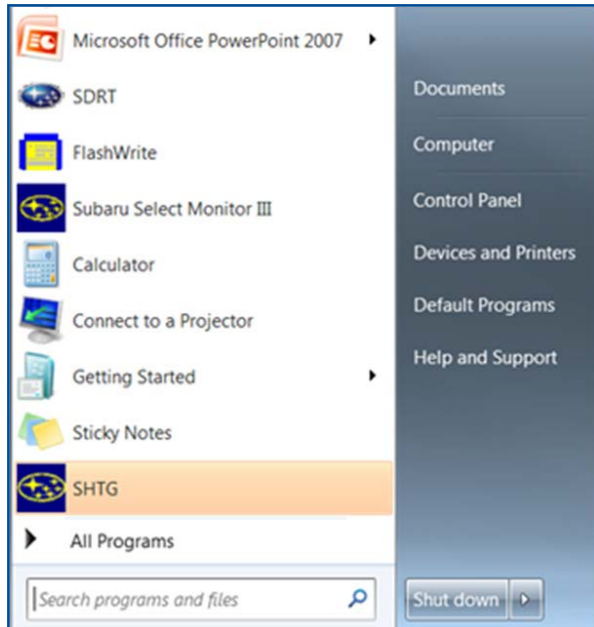 Microsoft Office PowerPoint 2007
SDRT
FlashWrite
Subaru Select Monitor III
Calculator
Connect to a Projector
Getting Started
Sticky Notes
SHTG
All Programs
Search programs and files
Documents
Computer
Control Panel
Devices and Printers
Default Programs
Help and Support
Shut down